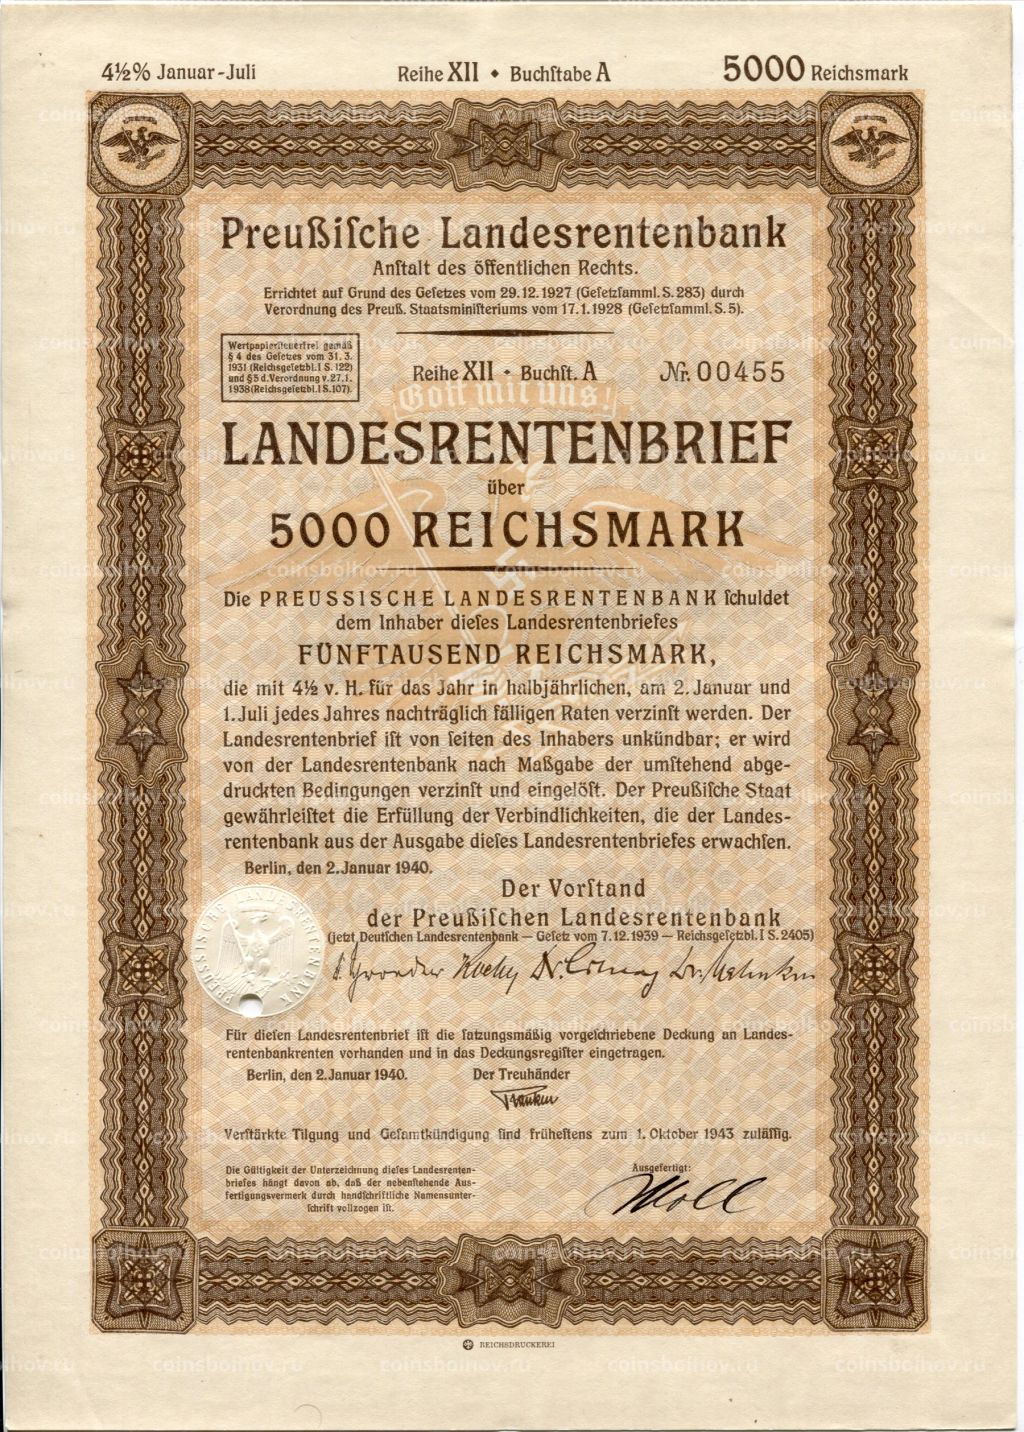 4½% Januar-Juli Reihe XII ◆ Buchſtabe A 5000 Reichsmark
Preußiſche Landesrentenbank
Anſtalt des öffentlichen Rechts.
Errichtet auf Grund des Geſetzes vom 29.12.1927 (Geſetzſamml. S. 283) durch
Verordnung des Preuß. Staatsminiſteriums vom 17.1.1928 (Geſetzſamml. S. 5).
Wertpapierſteuerfrei gemäß
§ 4 des Geſetzes vom 31. 3.
1931 (Reichsgeſetzbl. I S. 122)
und § 5 d. Verordnung v. 27. 1.
1938 (Reichsgeſetzbl. I S. 107).
Reihe XII ◆ Buchſt. A Nr. 00455
Gott mit uns!
LANDESRENTENBRIEF
über
5000 REICHSMARK
Die PREUSSISCHE LANDESRENTENBANK ſchuldet
dem Inhaber dieſes Landesrentenbriefes
FÜNFTAUSEND REICHSMARK,
die mit 4½ v. H. für das Jahr in halbjährlichen, am 2. Januar und
1. Juli jedes Jahres nachträglich fälligen Raten verzinſt werden. Der
Landesrentenbrief iſt von ſeiten des Inhabers unkündbar; er wird
von der Landesrentenbank nach Maßgabe der umſtehend abge-
druckten Bedingungen verzinſt und eingelöſt. Der Preußiſche Staat
gewährleiſtet die Erfüllung der Verbindlichkeiten, die der Landes-
rentenbank aus der Ausgabe dieſes Landesrentenbriefes erwachſen.
Berlin, den 2. Januar 1940.
Der Vorſtand
der Preußiſchen Landesrentenbank
(jetzt Deutſchen Landesrentenbank — Geſetz vom 7.12.1939 — Reichsgeſetzbl. I S. 2405)
PREUSSISCHE LANDESRENTENBANK
Für dieſen Landesrentenbrief iſt die ſatzungsmäßig vorgeſchriebene Deckung an Landes-
rentenbankrenten vorhanden und in das Deckungsregiſter eingetragen.
Berlin, den 2. Januar 1940. Der Treuhänder
Verſtärkte Tilgung und Geſamtkündigung ſind früheſtens zum 1. Oktober 1943 zuläſſig.
Die Gültigkeit der Unterzeichnung dieſes Landesrenten-
briefes hängt davon ab, daß der nebenſtehende Aus-
fertigungsvermerk durch handſchriftliche Namensunter-
ſchrift vollzogen iſt.
Ausgefertigt:
Moll
REICHSDRUCKEREI
coinsbolhov.ru